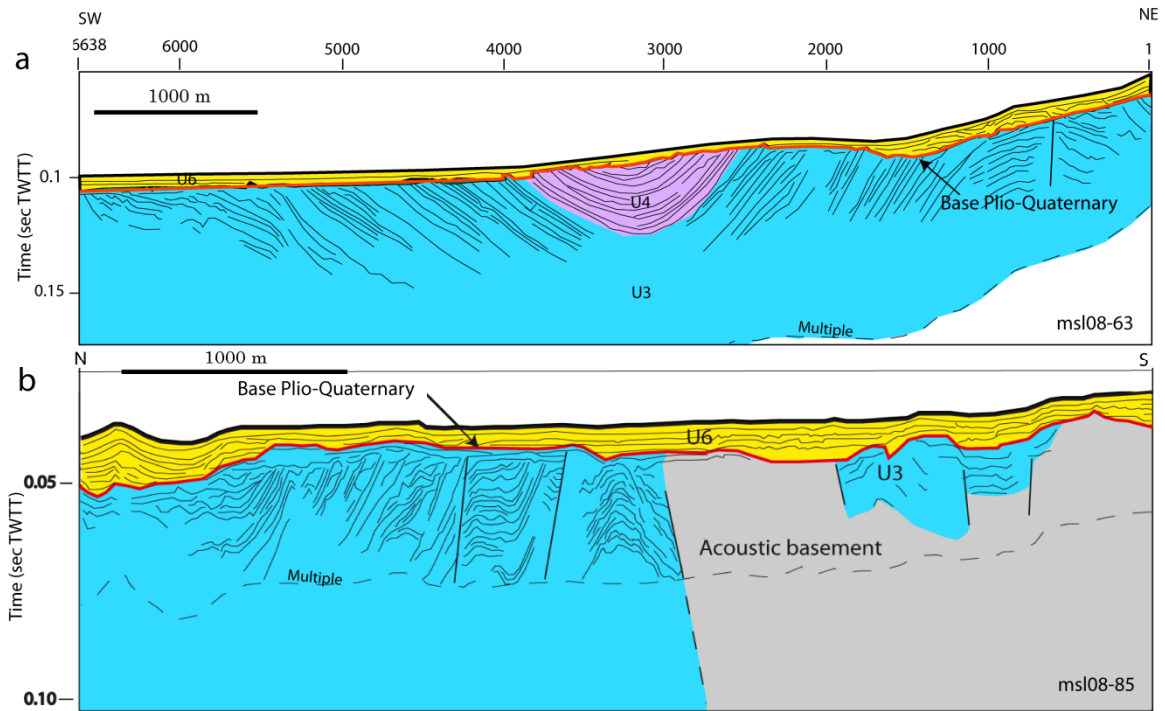 SW
NE
5638 6000 5000 4000 3000 2000 1000 1
a
1000 m
0.1
U6
U4
Base Plio-Quaternary
Time (sec TWTT)
0.15
U3
Multiple
msl08-63
N
1000 m
S
b
Base Plio-Quaternary
U6
U3
0.05
Time (sec TWTT)
Acoustic basement
Multiple
0.10
msl08-85